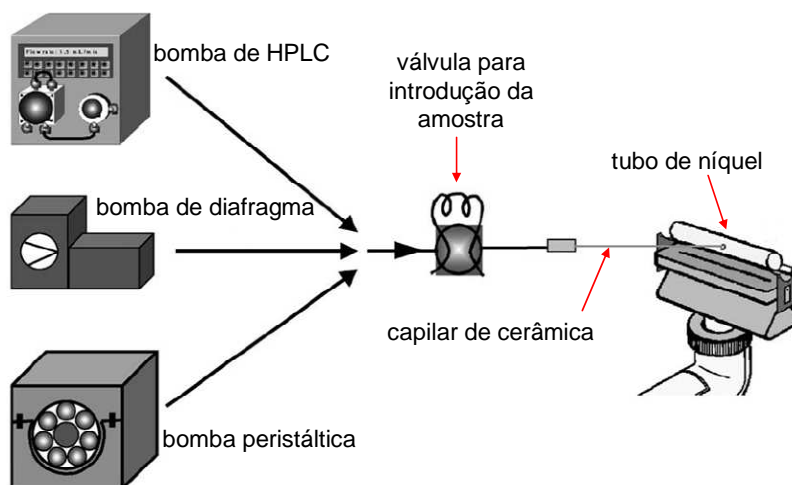 bomba de HPLC
válvula para
introdução da
amostra
tubo de níquel
bomba de diafragma
capilar de cerâmica
bomba peristáltica